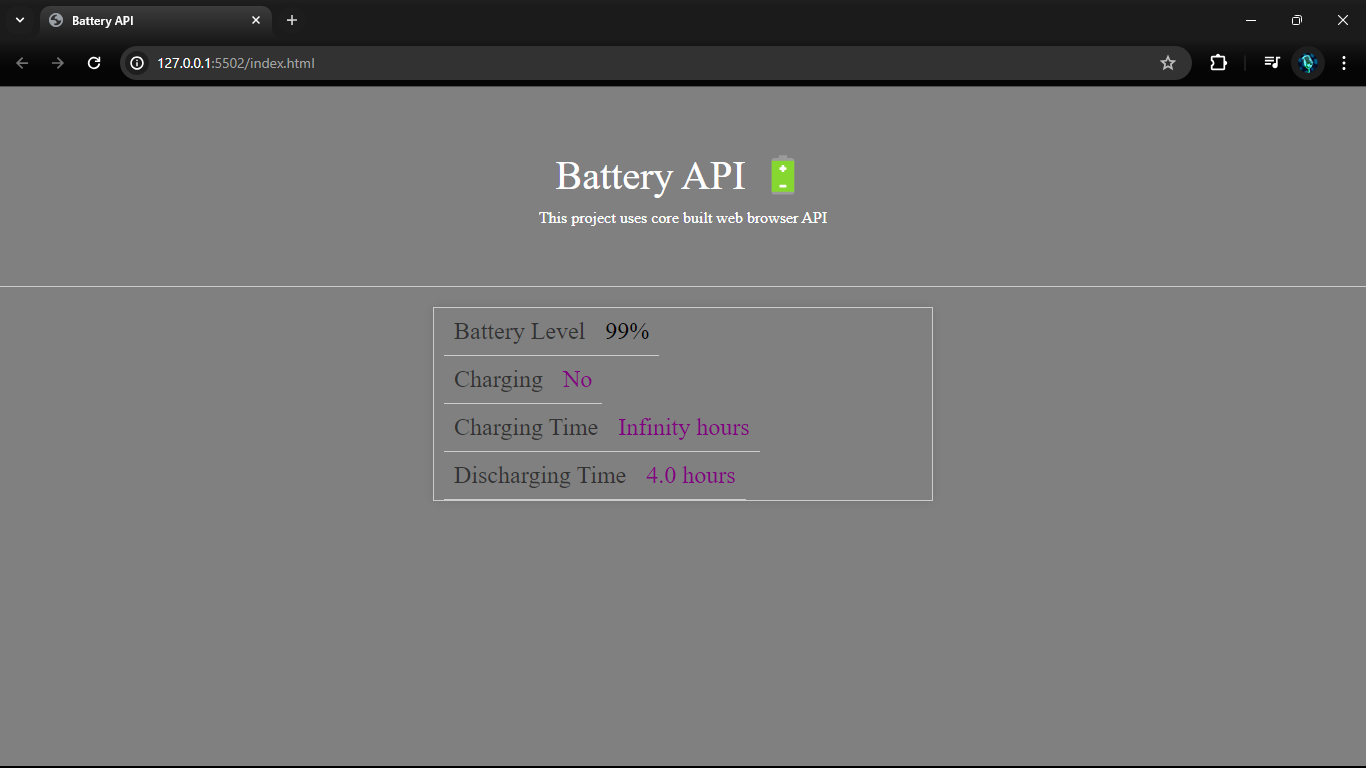 Battery API
127.0.0.1:5502/index.html
Battery API
This project uses core built web browser API
Battery Level 99%
Charging No
Charging Time Infinity hours
Discharging Time 4.0 hours